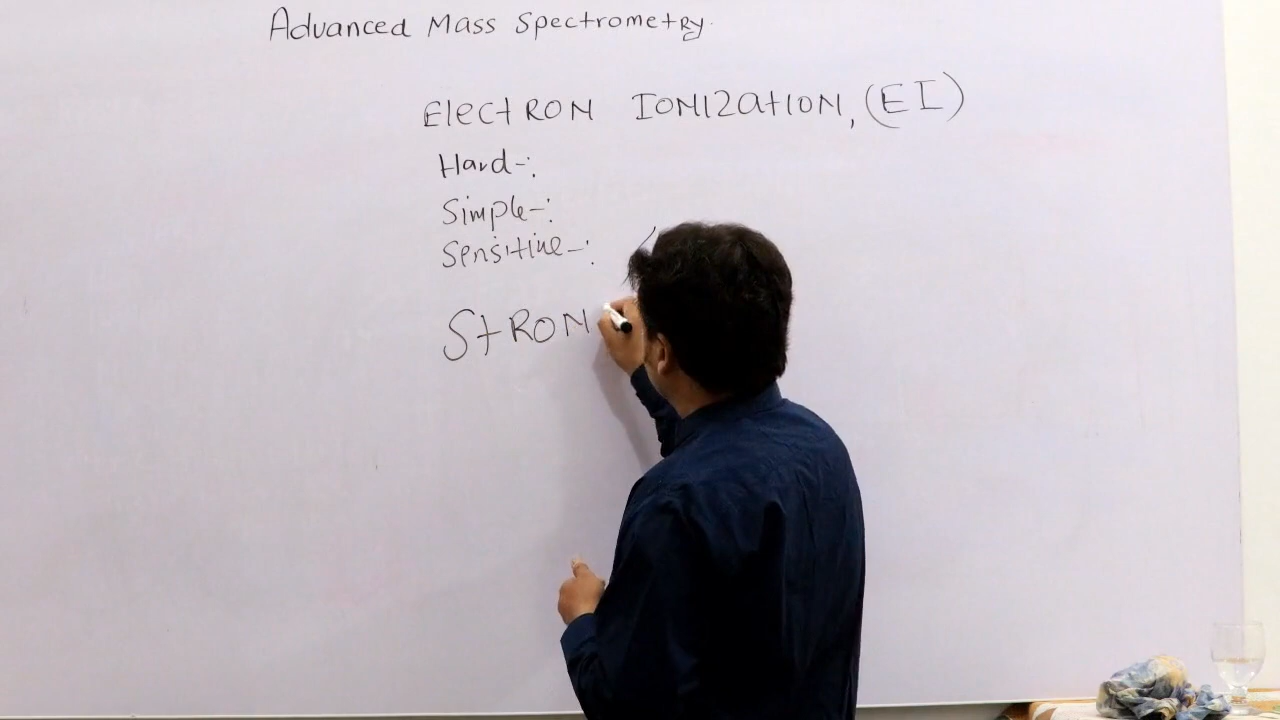 Advanced Mass Spectrometry.
Electron Ionization, (EI)
Hard-:
Simple-:
Sensitive-:
Stron